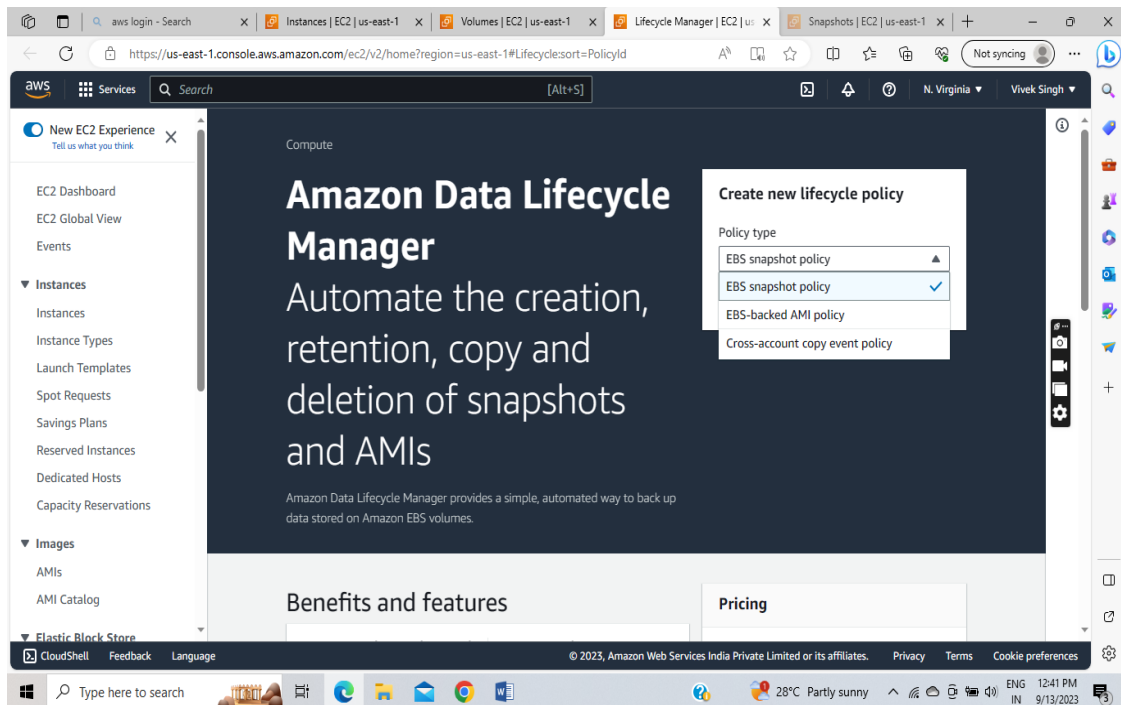 aws login - Search
Instances | EC2 | us-east-1
Volumes | EC2 | us-east-1
Lifecycle Manager | EC2 | us
Snapshots | EC2 | us-east-1
https://us-east-1.console.aws.amazon.com/ec2/v2/home?region=us-east-1#Lifecycle:sort=PolicyId
Not syncing
aws
Services
Search
[Alt+S]
N. Virginia
Vivek Singh
New EC2 Experience
Tell us what you think
EC2 Dashboard
EC2 Global View
Events
Instances
Instances
Instance Types
Launch Templates
Spot Requests
Savings Plans
Reserved Instances
Dedicated Hosts
Capacity Reservations
Images
AMIs
AMI Catalog
Elastic Block Store
Compute
Amazon Data Lifecycle
Manager
Automate the creation,
retention, copy and
deletion of snapshots
and AMIs
Amazon Data Lifecycle Manager provides a simple, automated way to back up
data stored on Amazon EBS volumes.
Create new lifecycle policy
Policy type
EBS snapshot policy
EBS snapshot policy
EBS-backed AMI policy
Cross-account copy event policy
Benefits and features
Pricing
CloudShell
Feedback
Language
© 2023, Amazon Web Services India Private Limited or its affiliates.
Privacy
Terms
Cookie preferences
Type here to search
28°C Partly sunny
ENG
IN
12:41 PM
9/13/2023
3